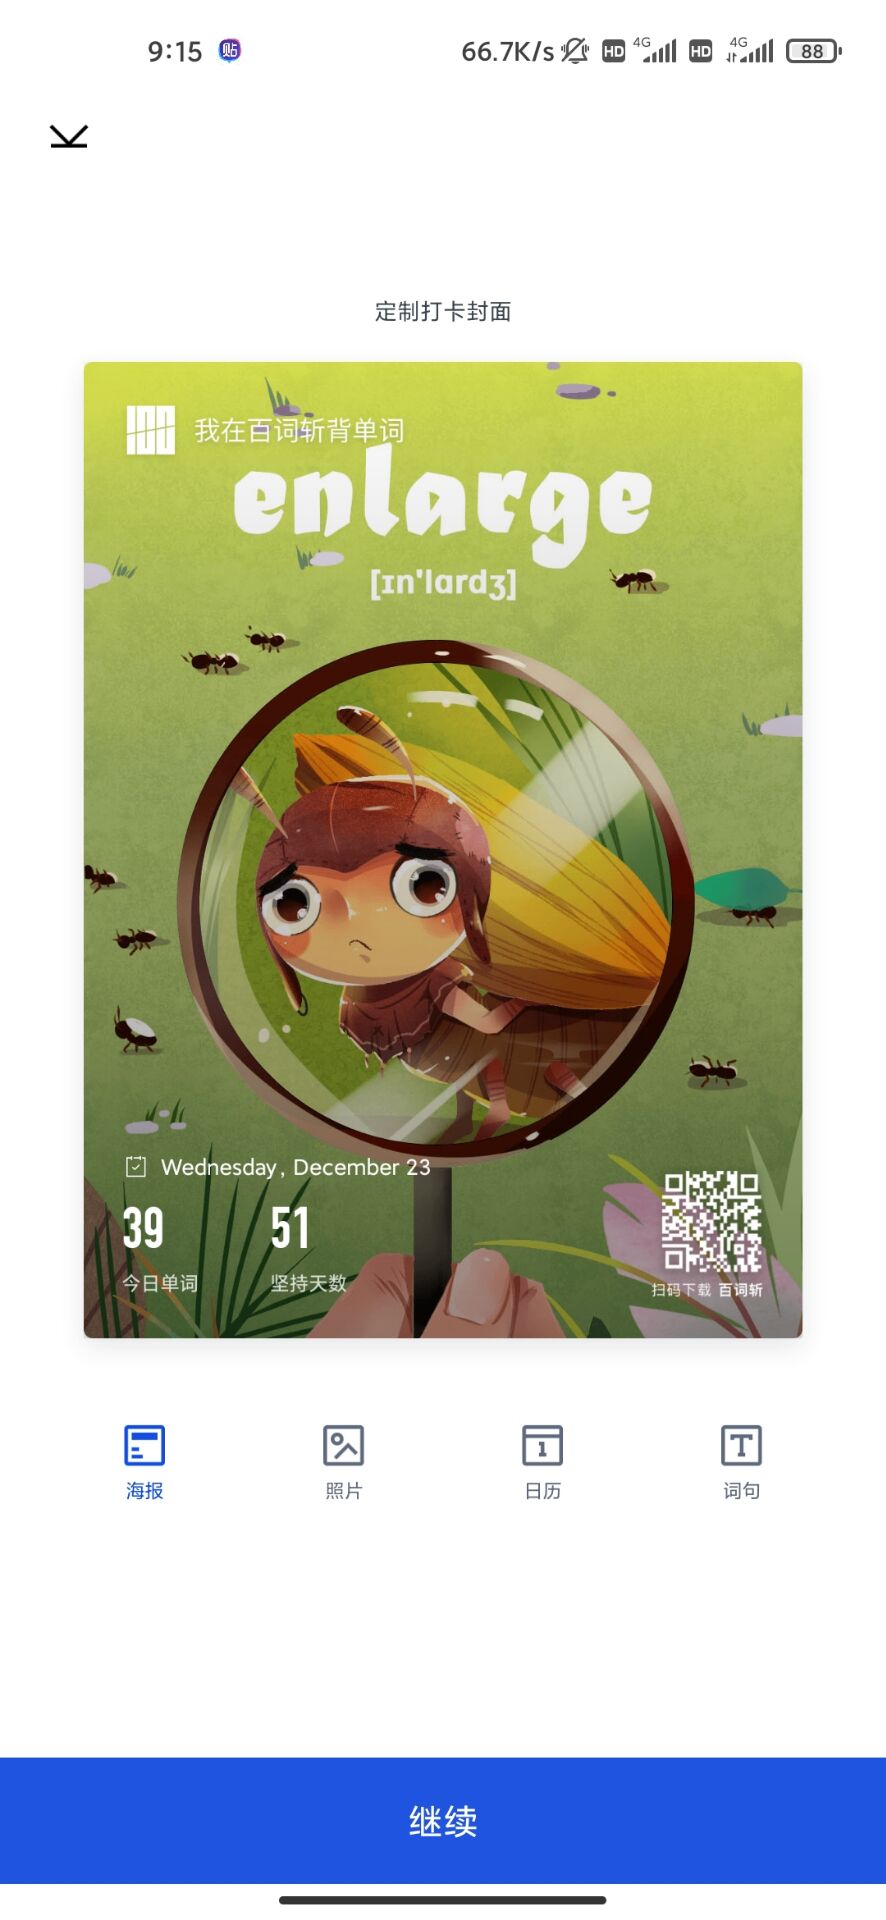 9:15 贴 66.7K/s HD 4G HD 4G 88
定制打卡封面
我在百词斩背单词
enlarge
[ɪn'lardʒ]
Wednesday, December 23
39 51
今日单词 坚持天数
扫码下载 百词斩
海报 照片 日历 词句
继续